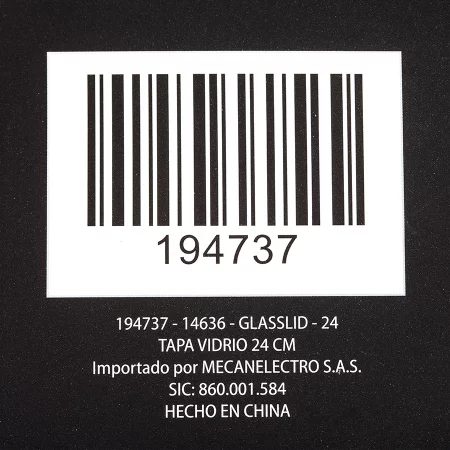 194737
194737 - 14636 - GLASSLID - 24
TAPA VIDRIO 24 CM
Importado por MECANELECTRO S.A.S.
SIC: 860.001.584
HECHO EN CHINA